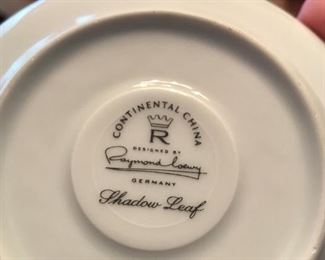 CONTINENTAL CHINA
R
DESIGNED BY
Raymond Loewy
GERMANY
Shadow Leaf